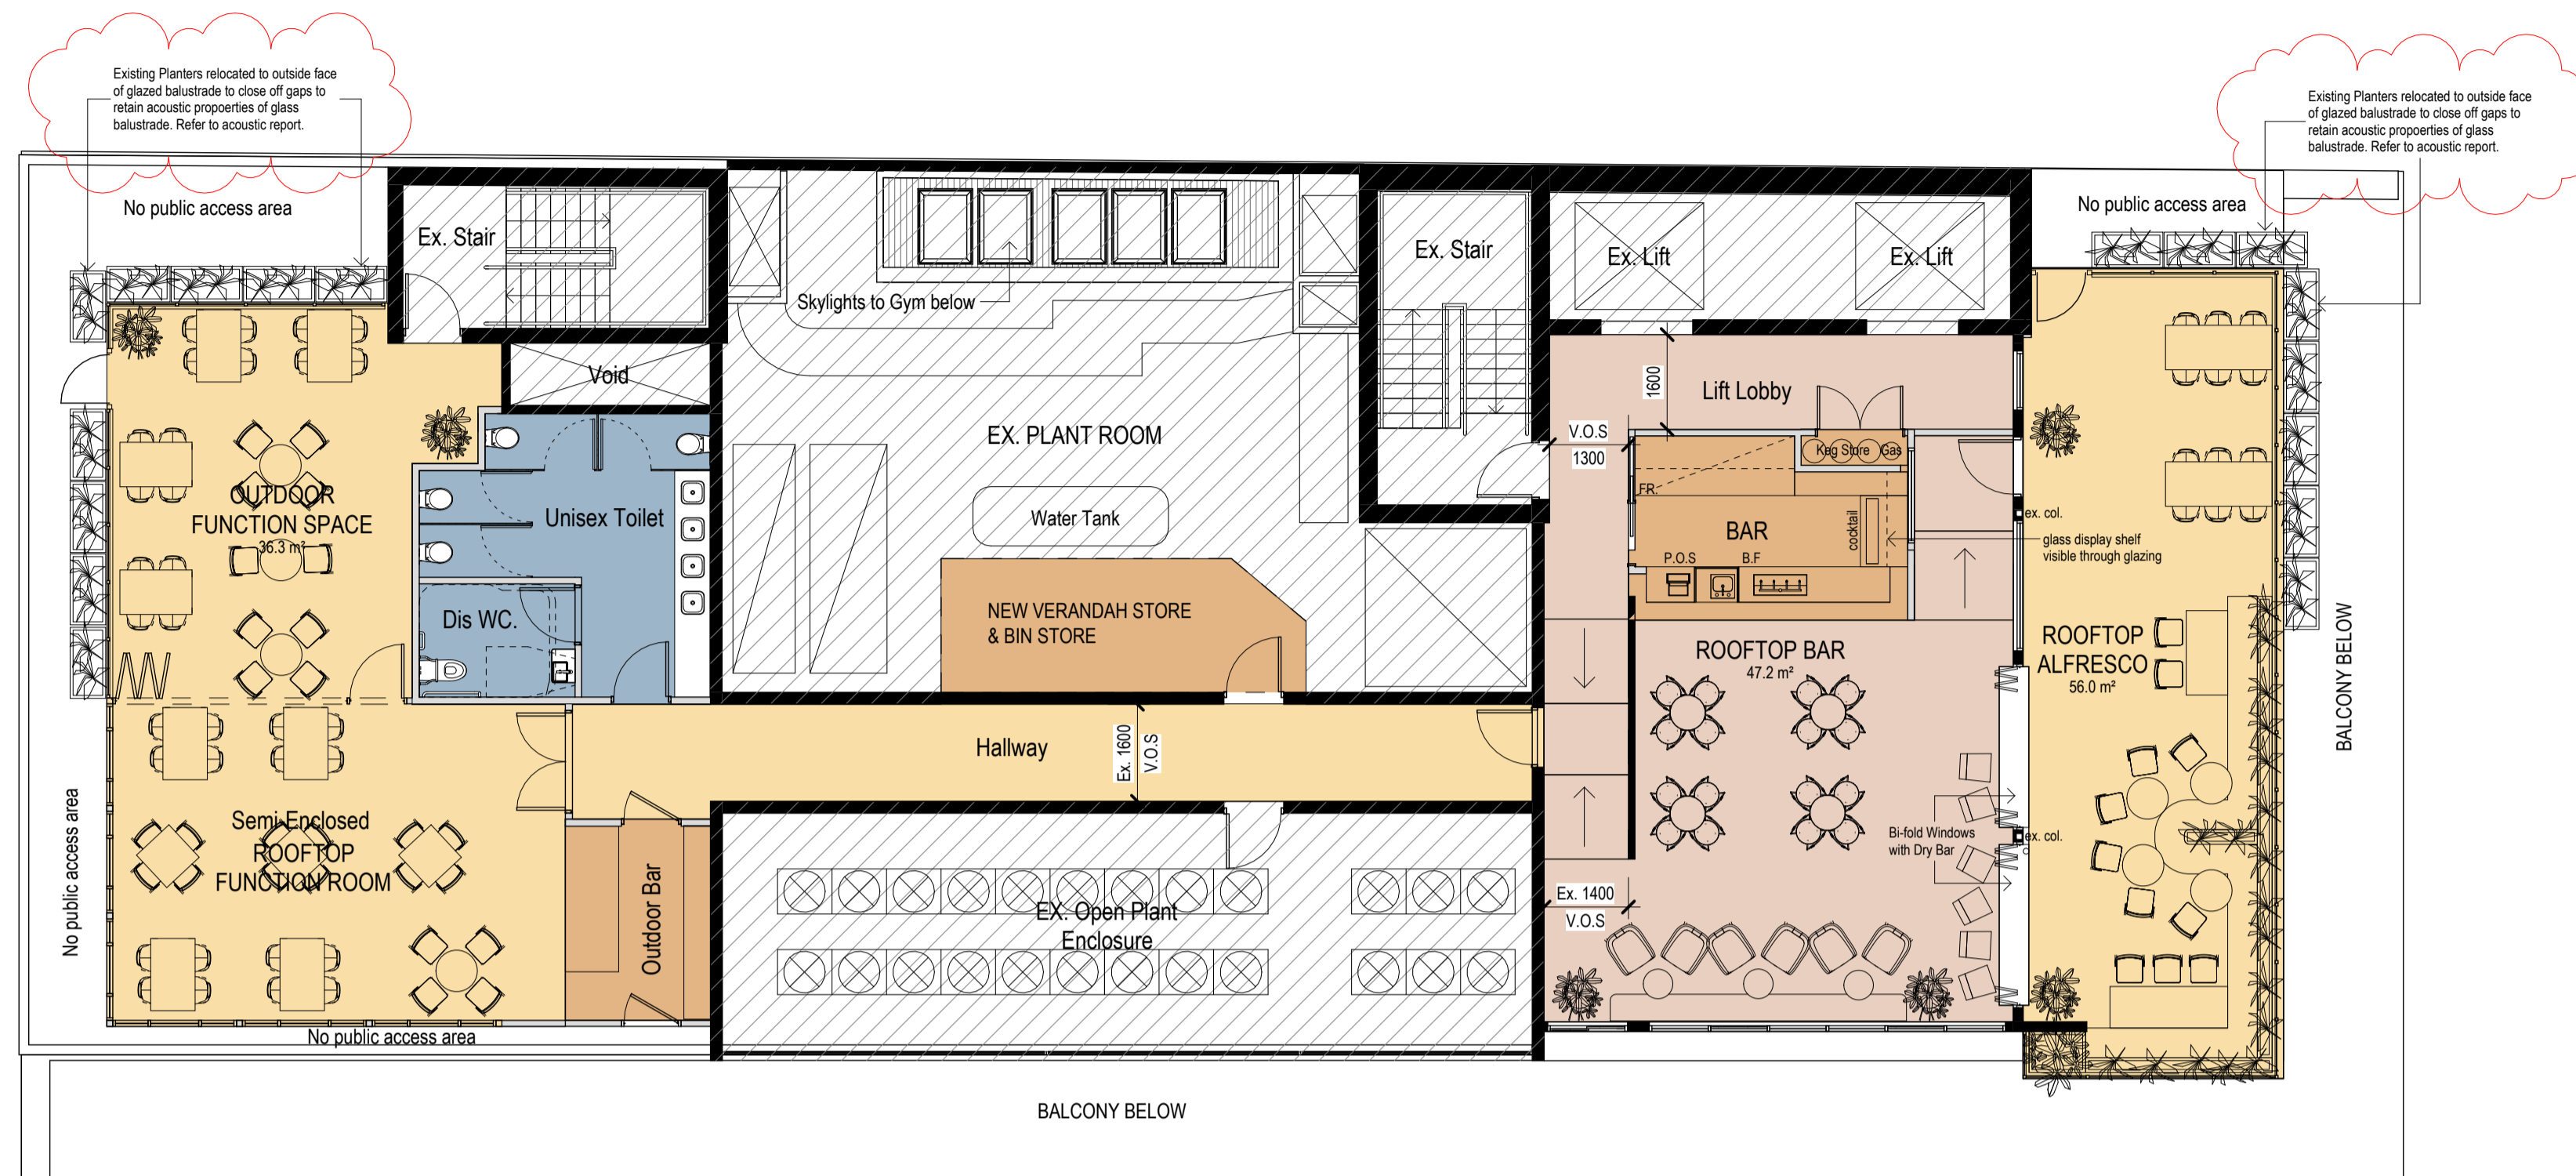 Existing Planters relocated to outside face
of glazed balustrade to close off gaps to
retain acoustic propoerties of glass
balustrade. Refer to acoustic report.
Existing Planters relocated to outside face
of glazed balustrade to close off gaps to
retain acoustic propoerties of glass
balustrade. Refer to acoustic report.
No public access area
No public access area
Ex. Stair
Skylights to Gym below
Ex. Stair
Ex. Lift
Ex. Lift
Void
1600
Lift Lobby
EX. PLANT ROOM
V.O.S
1300
Keg Store
Gas
FR.
OUTDOOR
FUNCTION SPACE
36.3 m²
Unisex Toilet
Water Tank
BAR
cocktail
ex. col.
glass display shelf
visible through glazing
P.O.S
B.F
Dis WC.
NEW VERANDAH STORE
& BIN STORE
ROOFTOP BAR
47.2 m²
ROOFTOP
ALFRESCO
56.0 m²
BALCONY BELOW
Hallway
Ex. 1600
V.O.S
No public access area
Semi Enclosed
ROOFTOP
FUNCTION ROOM
Outdoor Bar
Bi-fold Windows
with Dry Bar
ex. col.
EX. Open Plant
Enclosure
Ex. 1400
V.O.S
No public access area
BALCONY BELOW